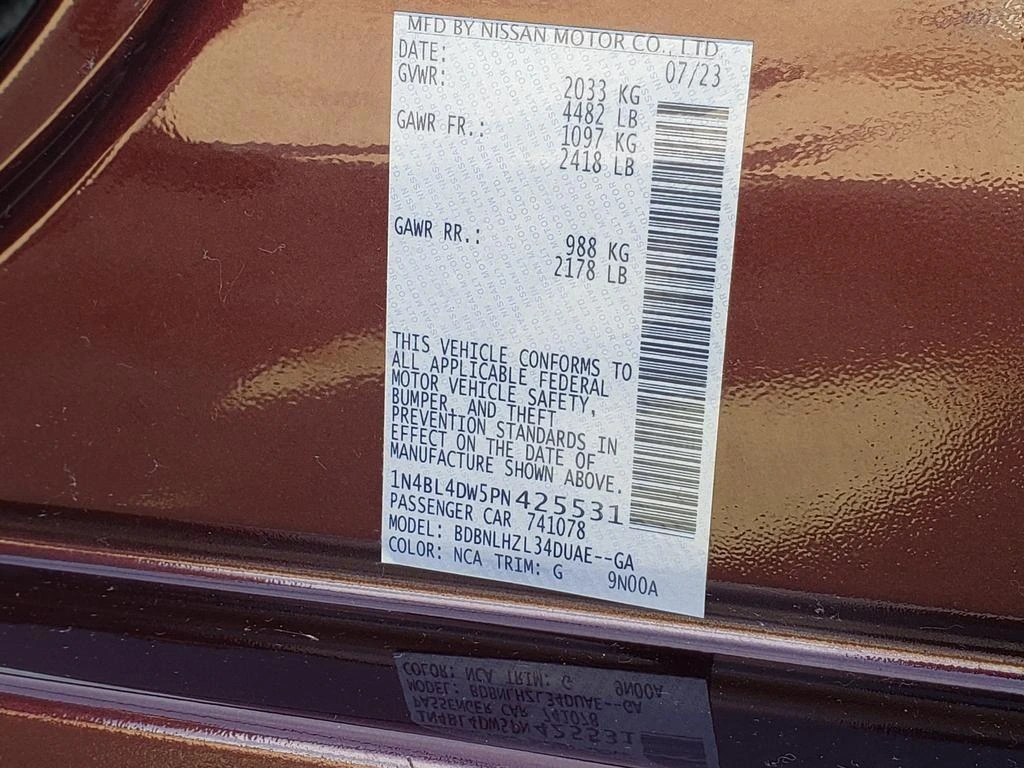 MFD BY NISSAN MOTOR CO., LTD.
DATE: 07/23
GVWR: 2033 KG
4482 LB
GAWR FR.: 1097 KG
2418 LB
GAWR RR.: 988 KG
2178 LB
THIS VEHICLE CONFORMS TO
ALL APPLICABLE FEDERAL
MOTOR VEHICLE SAFETY,
BUMPER, AND THEFT
PREVENTION STANDARDS IN
EFFECT ON THE DATE OF
MANUFACTURE SHOWN ABOVE.
1N4BL4DW5PN425531
PASSENGER CAR 741078
MODEL: BDBNLHZL34DUAE--GA
COLOR: NCA TRIM: G 9N00A